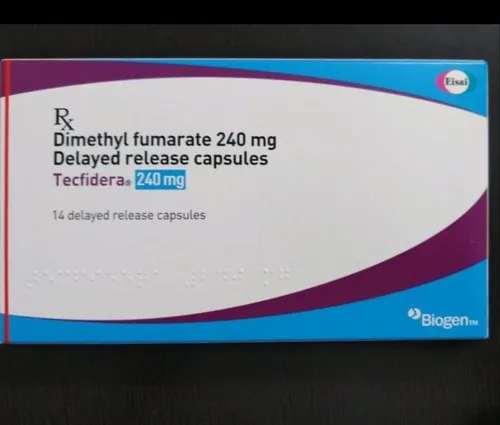 Eisai
Rx
Dimethyl fumarate 240 mg
Delayed release capsules
Tecfidera® 240 mg
14 delayed release capsules
Biogen™